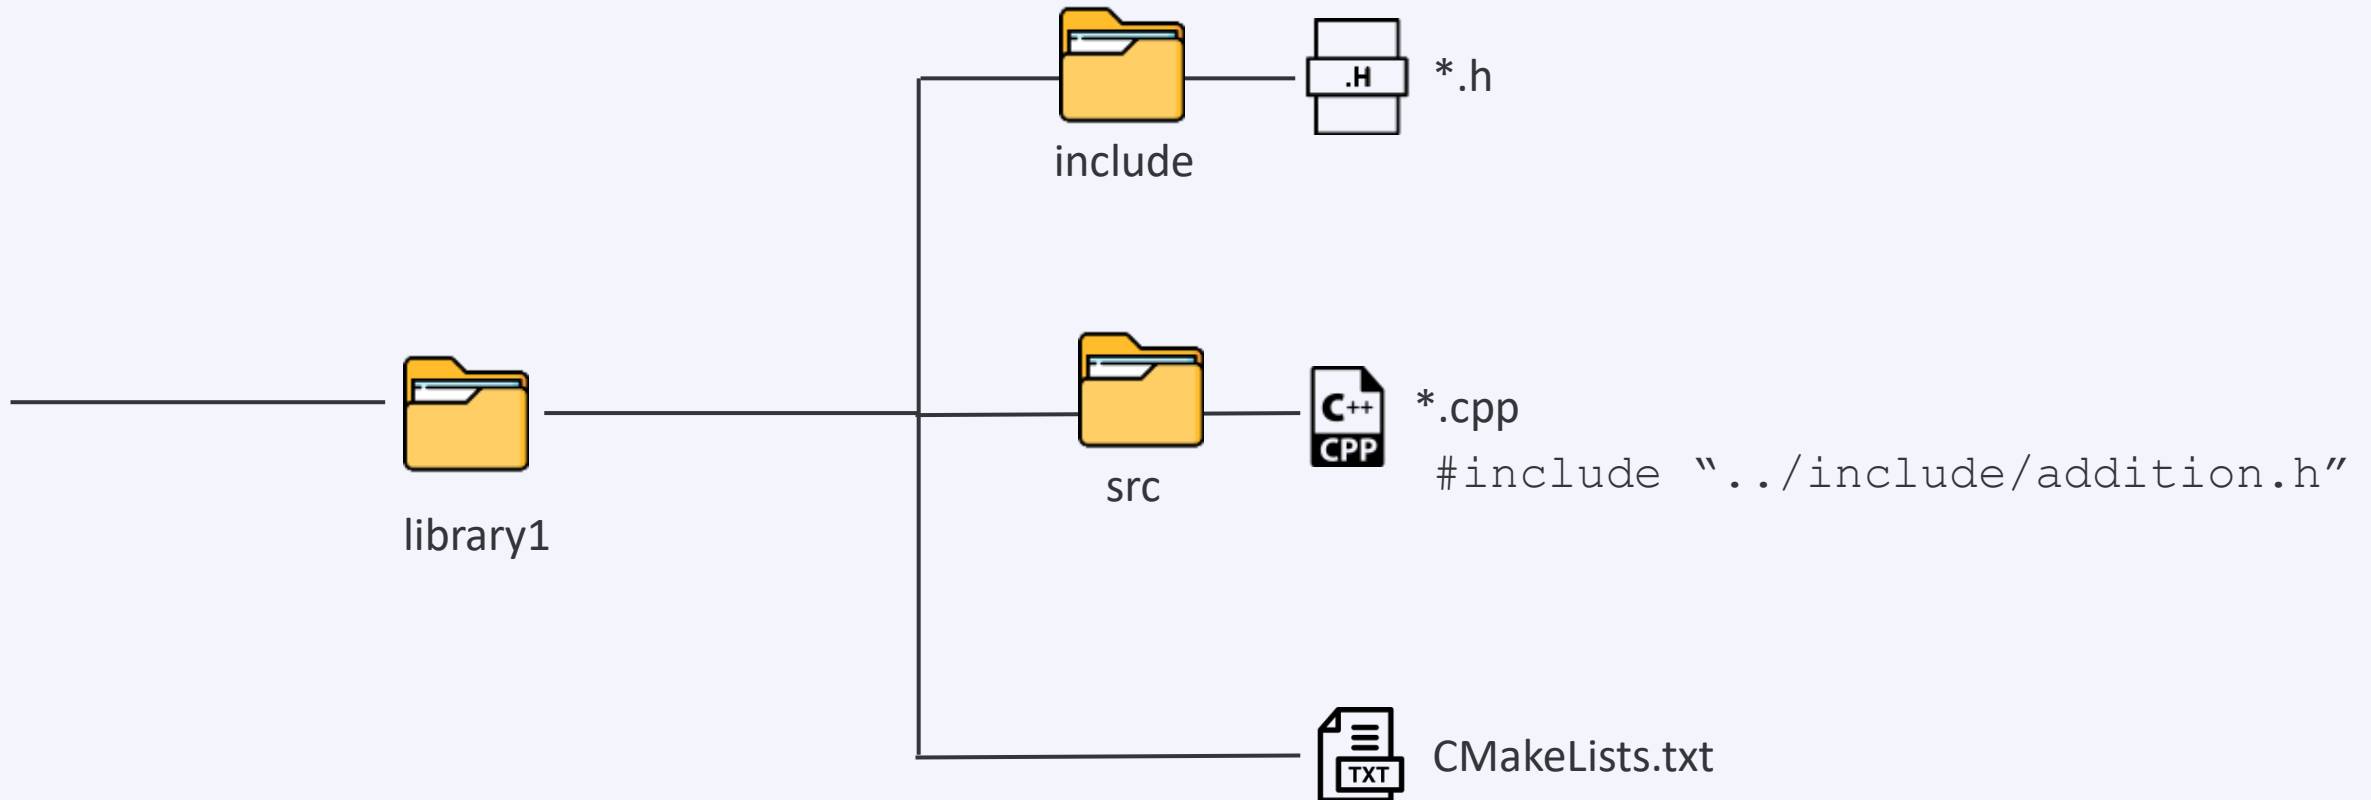 .H
*.h
include
C++
CPP
*.cpp
#include “../include/addition.h”
src
library1
TXT
CMakeLists.txt